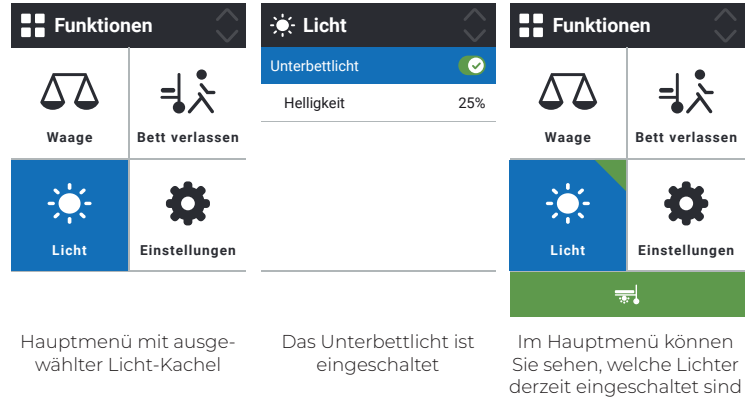 Funktionen
Waage
Bett verlassen
Licht
Einstellungen
Hauptmenü mit ausge-
wählter Licht-Kachel
Licht
Unterbettlicht
Helligkeit 25%
Das Unterbettlicht ist
eingeschaltet
Funktionen
Waage
Bett verlassen
Licht
Einstellungen
Im Hauptmenü können
Sie sehen, welche Lichter
derzeit eingeschaltet sind